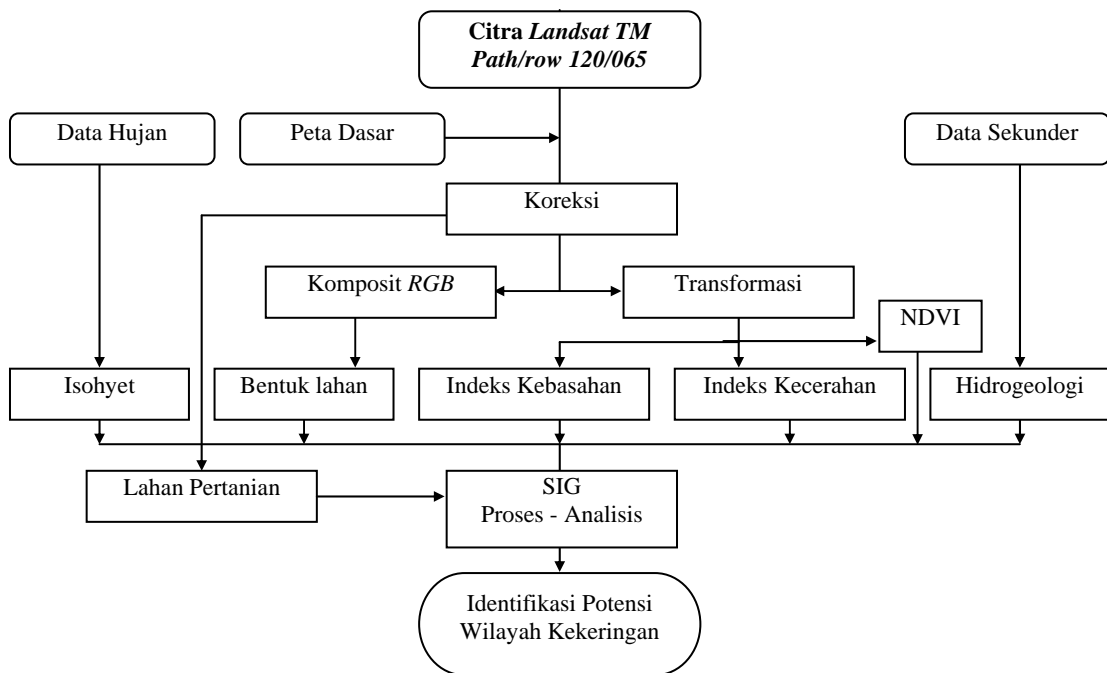 Citra Landsat TM
Path/row 120/065
Data Hujan
Peta Dasar
Data Sekunder
Koreksi
Komposit RGB
Transformasi
NDVI
Isohyet
Bentuk lahan
Indeks Kebasahan
Indeks Kecerahan
Hidrogeologi
Lahan Pertanian
SIG
Proses - Analisis
Identifikasi Potensi
Wilayah Kekeringan